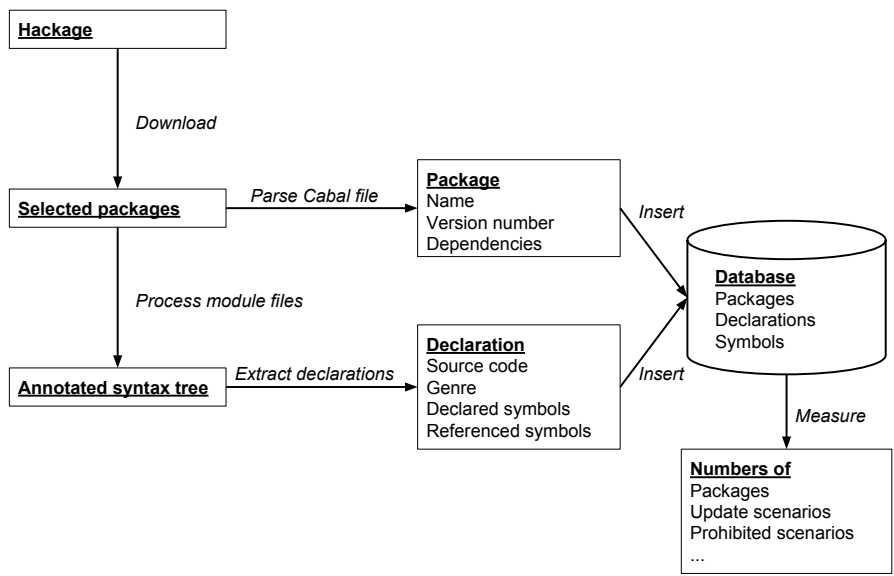 Hackage
Download
Selected packages
Parse Cabal file
Package
Name
Version number
Dependencies
Insert
Process module files
Annotated syntax tree
Extract declarations
Declaration
Source code
Genre
Declared symbols
Referenced symbols
Insert
Database
Packages
Declarations
Symbols
Measure
Numbers of
Packages
Update scenarios
Prohibited scenarios
...